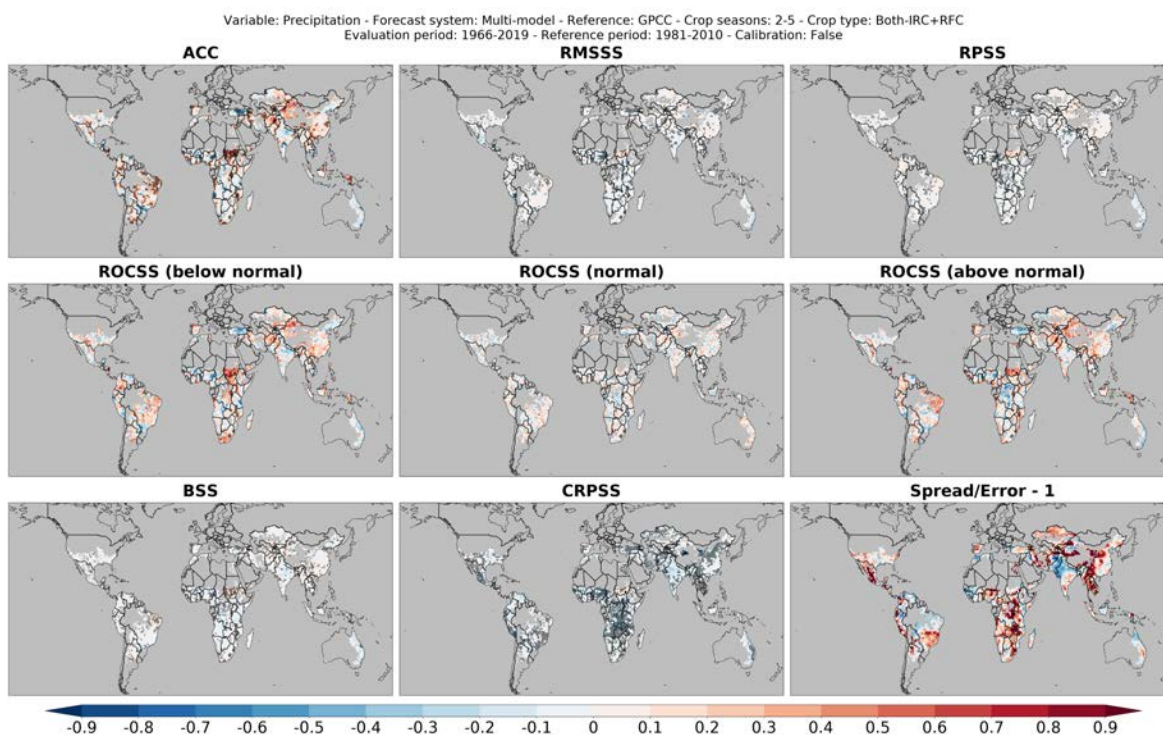 Variable: Precipitation - Forecast system: Multi-model - Reference: GPCC - Crop seasons: 2-5 - Crop type: Both-IRC+RFC
Evaluation period: 1966-2019 - Reference period: 1981-2010 - Calibration: False
ACC RMSSS RPSS
ROCSS (below normal) ROCSS (normal) ROCSS (above normal)
BSS CRPSS Spread/Error - 1
-0.9 -0.8 -0.7 -0.6 -0.5 -0.4 -0.3 -0.2 -0.1 0 0.1 0.2 0.3 0.4 0.5 0.6 0.7 0.8 0.9